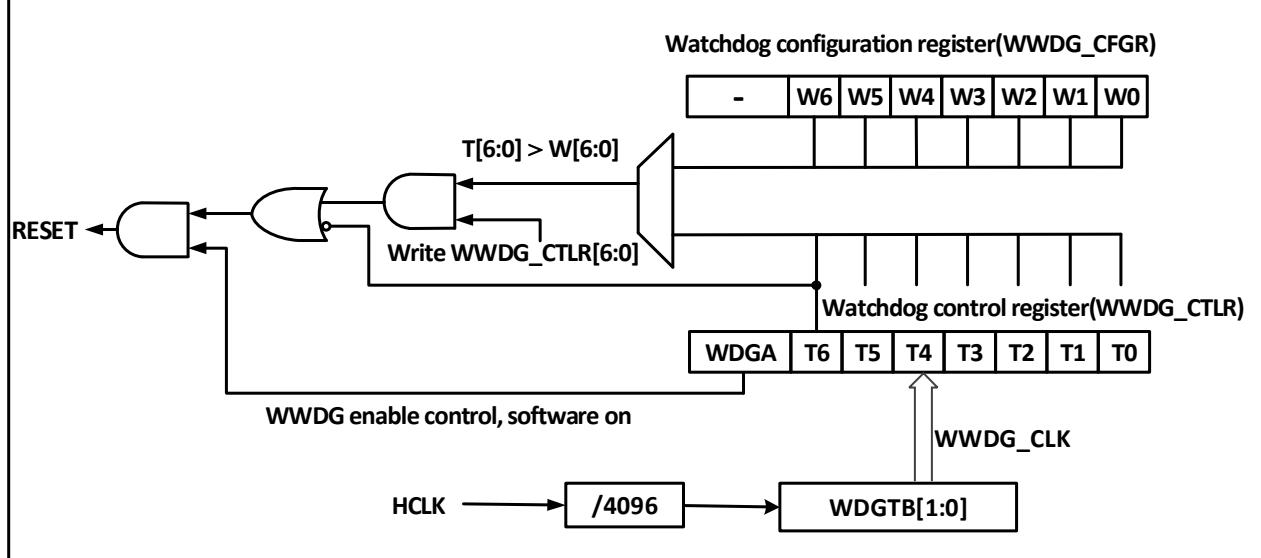 Watchdog configuration register(WWDG_CFGR)
- W6 W5 W4 W3 W2 W1 W0
T[6:0] > W[6:0]
RESET
Write WWDG_CTLR[6:0]
Watchdog control register(WWDG_CTLR)
WDGA T6 T5 T4 T3 T2 T1 T0
WWDG enable control, software on
WWDG_CLK
HCLK /4096 WDGTB[1:0]